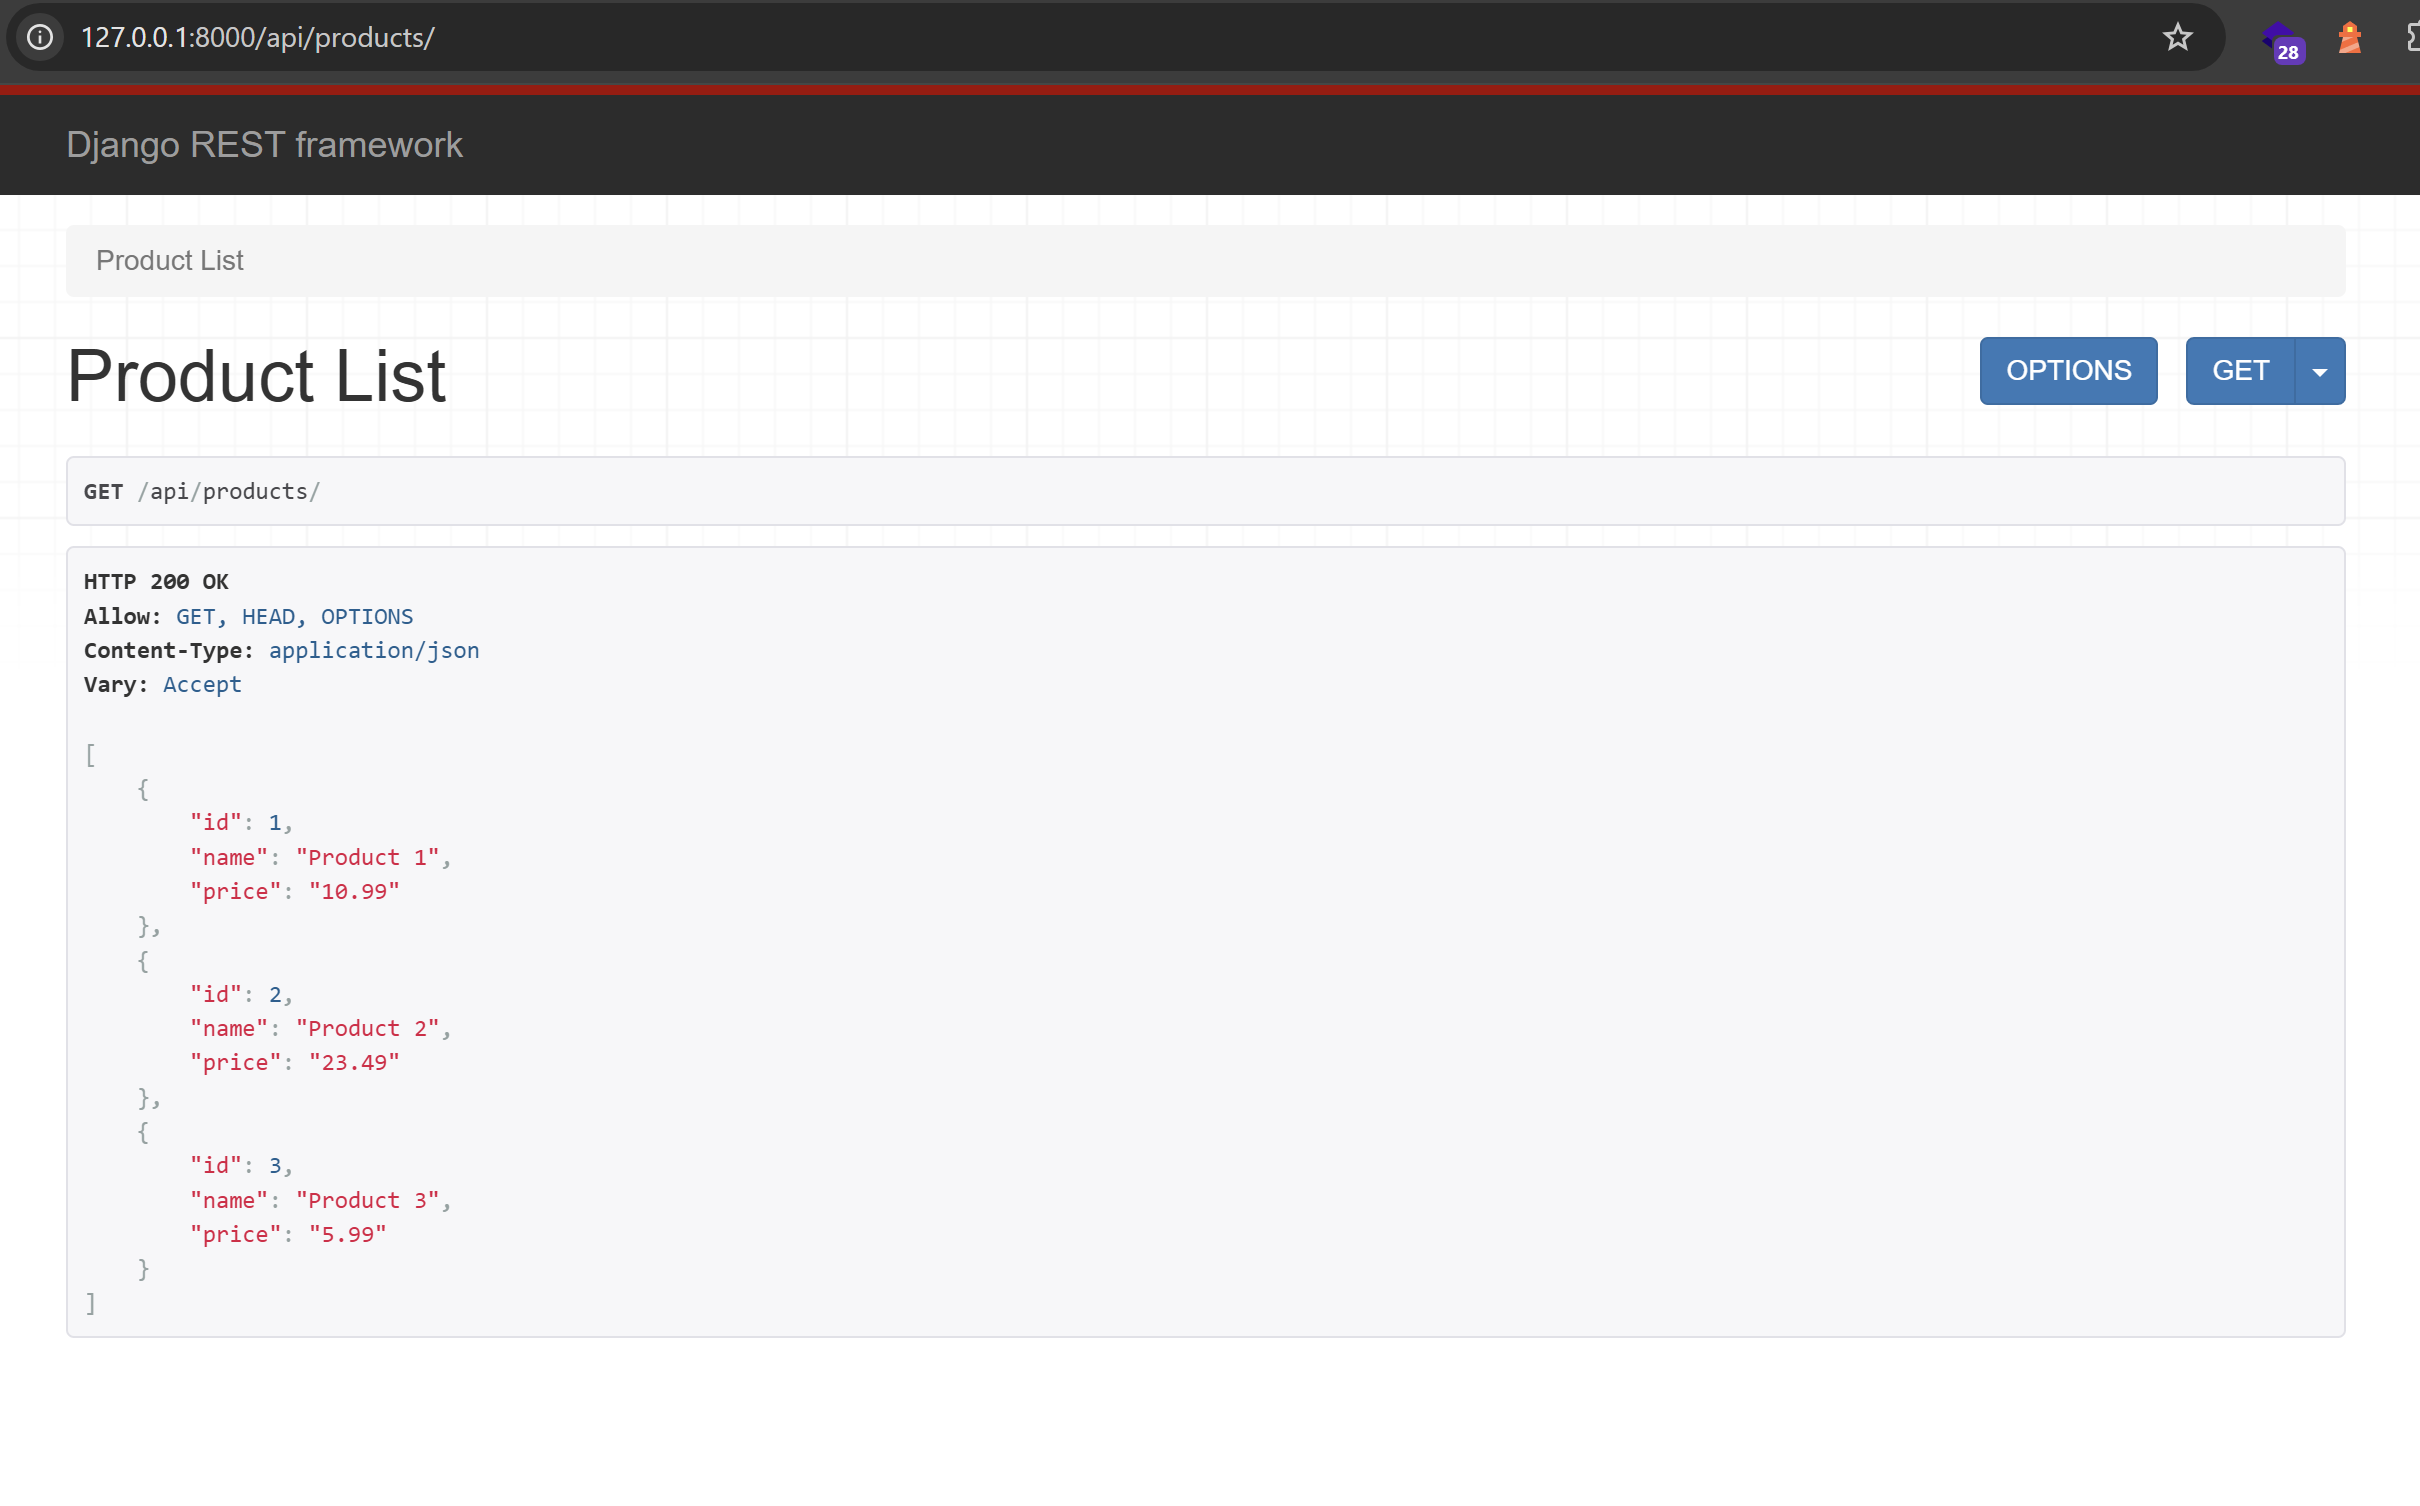 127.0.0.1:8000/api/products/
28
Django REST framework
Product List
Product List
OPTIONS
GET
GET /api/products/
HTTP 200 OK
Allow: GET, HEAD, OPTIONS
Content-Type: application/json
Vary: Accept
[
    {
        "id": 1,
        "name": "Product 1",
        "price": "10.99"
    },
    {
        "id": 2,
        "name": "Product 2",
        "price": "23.49"
    },
    {
        "id": 3,
        "name": "Product 3",
        "price": "5.99"
    }
]